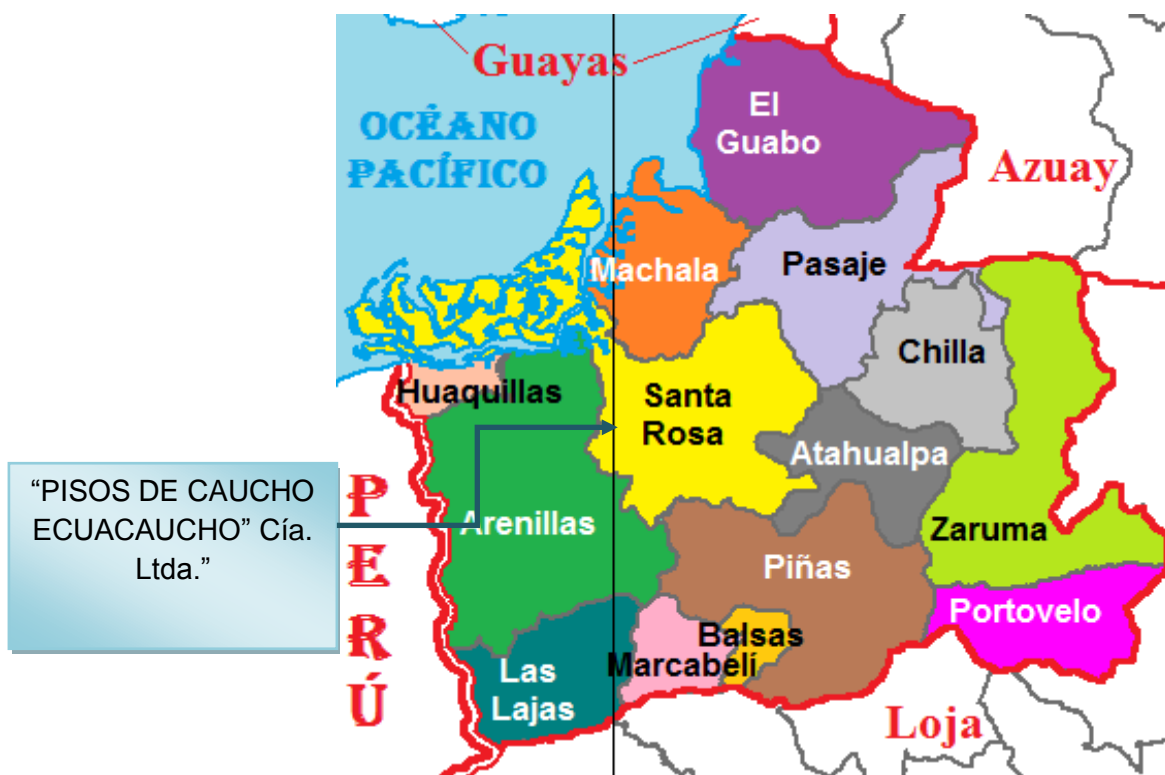 Guayas
OCÉANO
PACÍFICO
El
Guabo
Azuay
Machala
Pasaje
Chilla
Huaquillas
Santa
Rosa
Atahualpa
“PISOS DE CAUCHO
ECUACAUCHO” Cía.
Ltda.”
PERÚ
Arenillas
Zaruma
Piñas
Portovelo
Balsas
Marcabelí
Las
Lajas
Loja